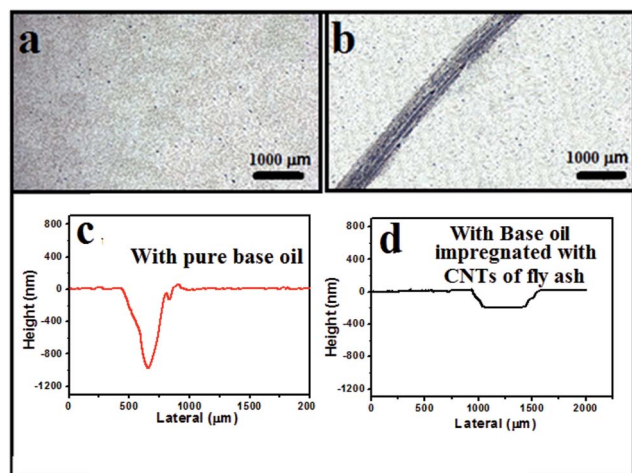 a
b
1000 μm
1000 μm
c
With pure base oil
800
400
0
-400
-800
-1200
Height (nm)
0
500
1000
1500
200
Lateral (μm)
d
With Base oil
impregnated with
CNTs of fly ash
800
400
0
-400
-800
-1200
Height (nm)
0
500
1000
1500
2000
Lateral (μm)